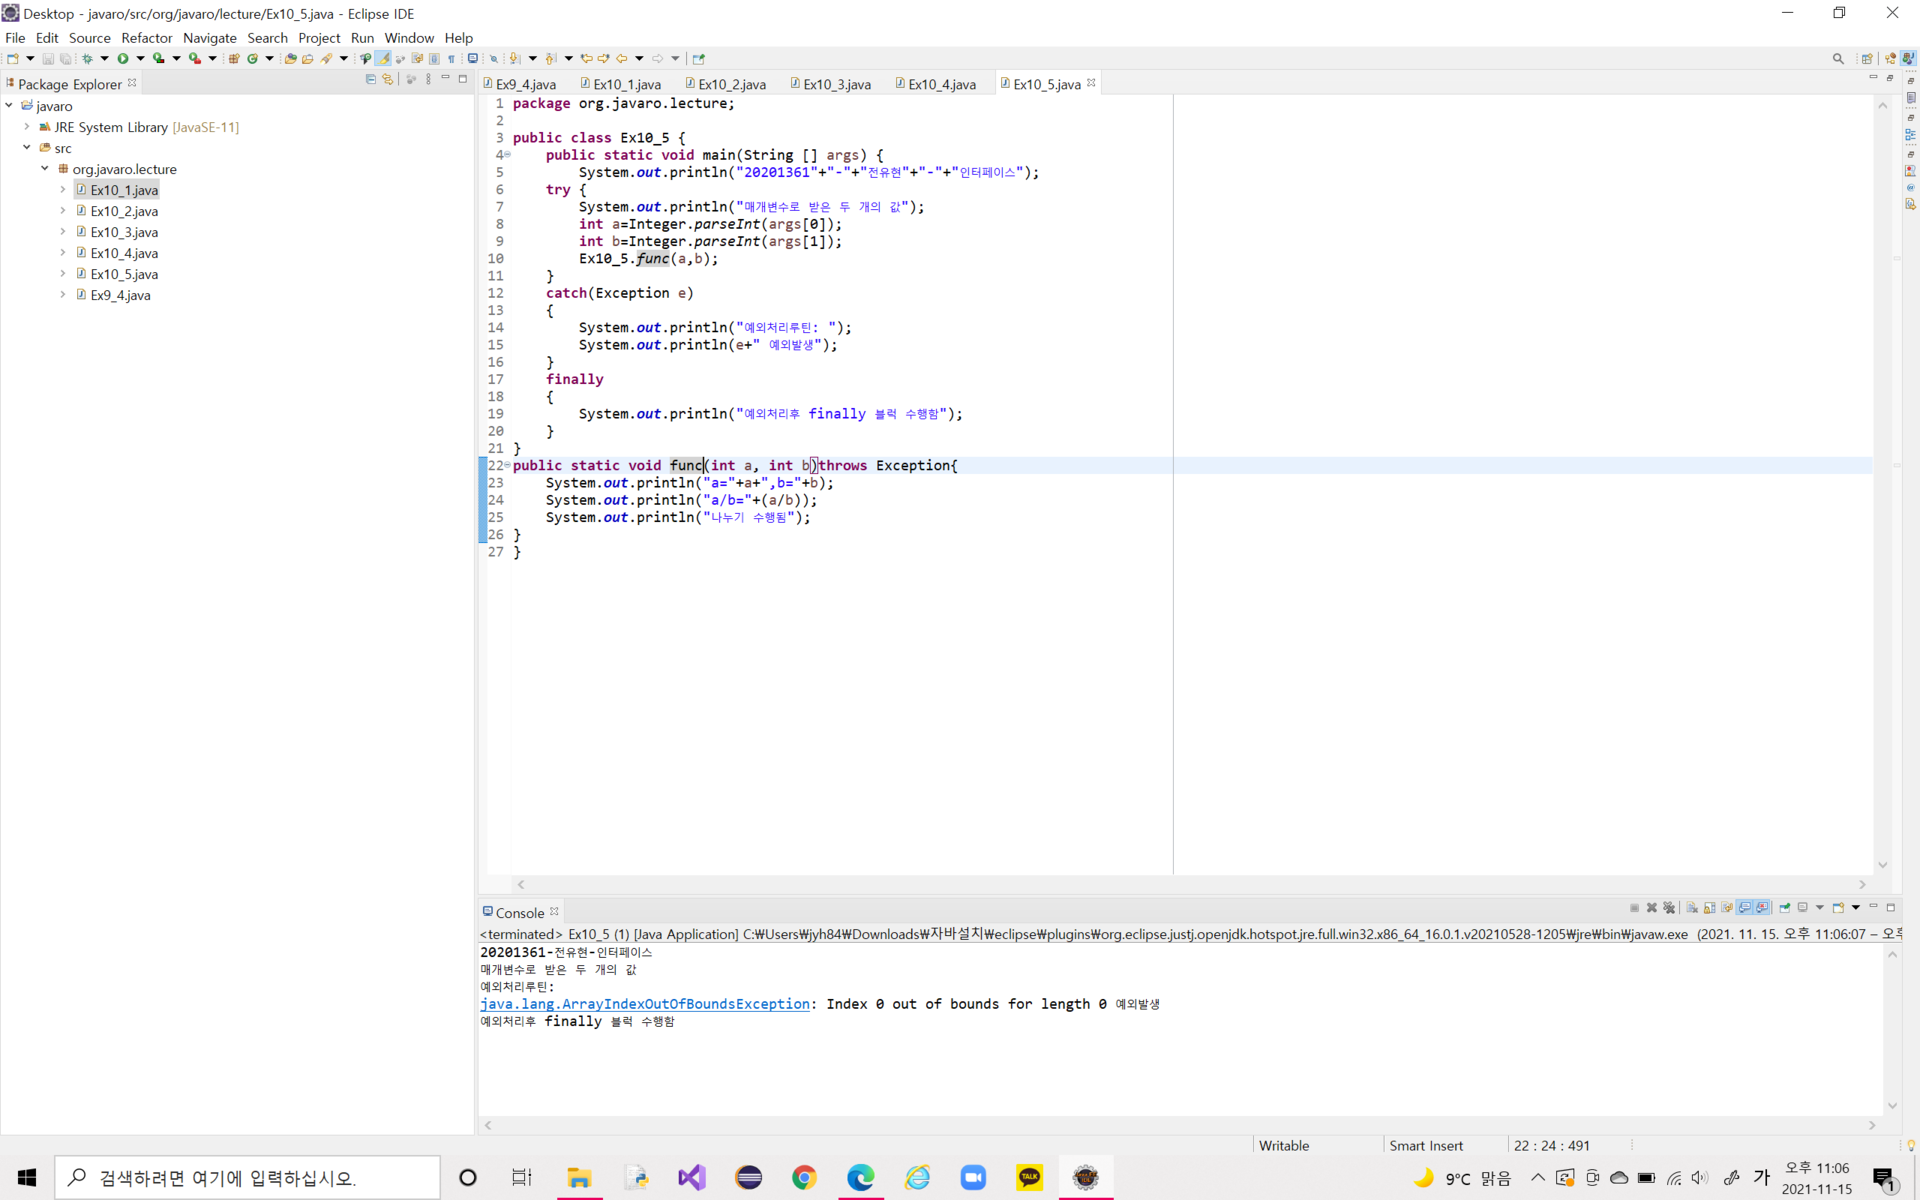 Desktop - javaro/src/org/javaro/lecture/Ex10_5.java - Eclipse IDE
File Edit Source Refactor Navigate Search Project Run Window Help
Package Explorer
javaro
JRE System Library [JavaSE-11]
src
org.javaro.lecture
Ex10_1.java
Ex10_2.java
Ex10_3.java
Ex10_4.java
Ex10_5.java
Ex9_4.java
Ex9_4.java Ex10_1.java Ex10_2.java Ex10_3.java Ex10_4.java Ex10_5.java
1 package org.javaro.lecture;
2
3 public class Ex10_5 {
4 public static void main(String [] args) {
5 System.out.println("20201361"+"-"+"전유현"+"-"+"인터페이스");
6 try {
7 System.out.println("매개변수로 받은 두 개의 값");
8 int a=Integer.parseInt(args[0]);
9 int b=Integer.parseInt(args[1]);
10 Ex10_5.func(a,b);
11 }
12 catch(Exception e)
13 {
14 System.out.println("예외처리루틴: ");
15 System.out.println(e+" 예외발생");
16 }
17 finally
18 {
19 System.out.println("예외처리후 finally 블럭 수행함");
20 }
21 }
22 public static void func(int a, int b)throws Exception{
23 System.out.println("a="+a+",b="+b);
24 System.out.println("a/b="+(a/b));
25 System.out.println("나누기 수행됨");
26 }
27 }
Console
<terminated> Ex10_5 (1) [Java Application] C:₩Users₩jyh84₩Downloads₩자바설치₩eclipse₩plugins₩org.eclipse.justj.openjdk.hotspot.jre.full.win32.x86_64_16.0.1.v20210528-1205₩jre₩bin₩javaw.exe (2021. 11. 15. 오후 11:06:07 – 오후
20201361-전유현-인터페이스
매개변수로 받은 두 개의 값
예외처리루틴:
java.lang.ArrayIndexOutOfBoundsException: Index 0 out of bounds for length 0 예외발생
예외처리후 finally 블럭 수행함
Writable Smart Insert 22 : 24 : 491
검색하려면 여기에 입력하십시오.
TALK
9°C 맑음
가
오후 11:06
2021-11-15
1